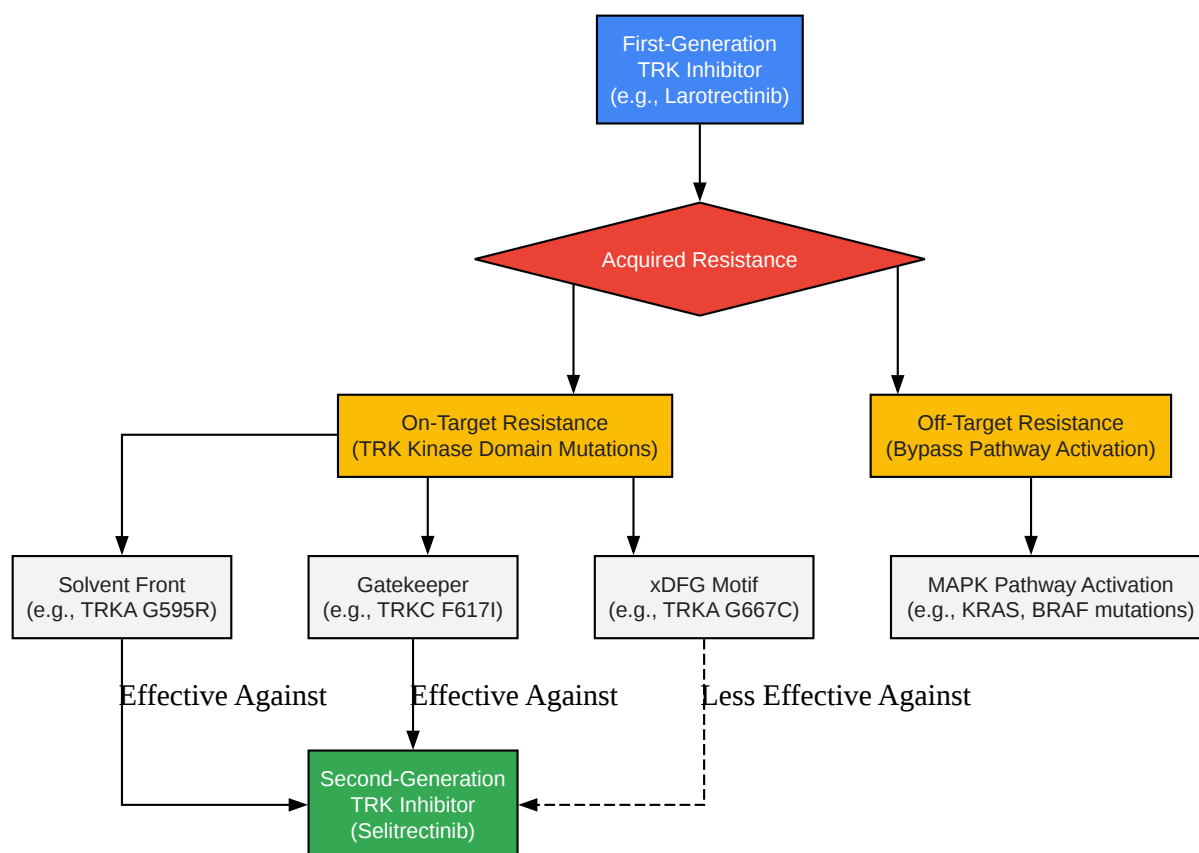 First-Generation
TRK Inhibitor
(e.g., Larotrectinib)
Acquired Resistance
On-Target Resistance
(TRK Kinase Domain Mutations)
Off-Target Resistance
(Bypass Pathway Activation)
Solvent Front
(e.g., TRKA G595R)
Gatekeeper
(e.g., TRKC F617I)
xDFG Motif
(e.g., TRKA G667C)
MAPK Pathway Activation
(e.g., KRAS, BRAF mutations)
Effective Against
Effective Against
Less Effective Against
Second-Generation
TRK Inhibitor
(Selitrectinib)